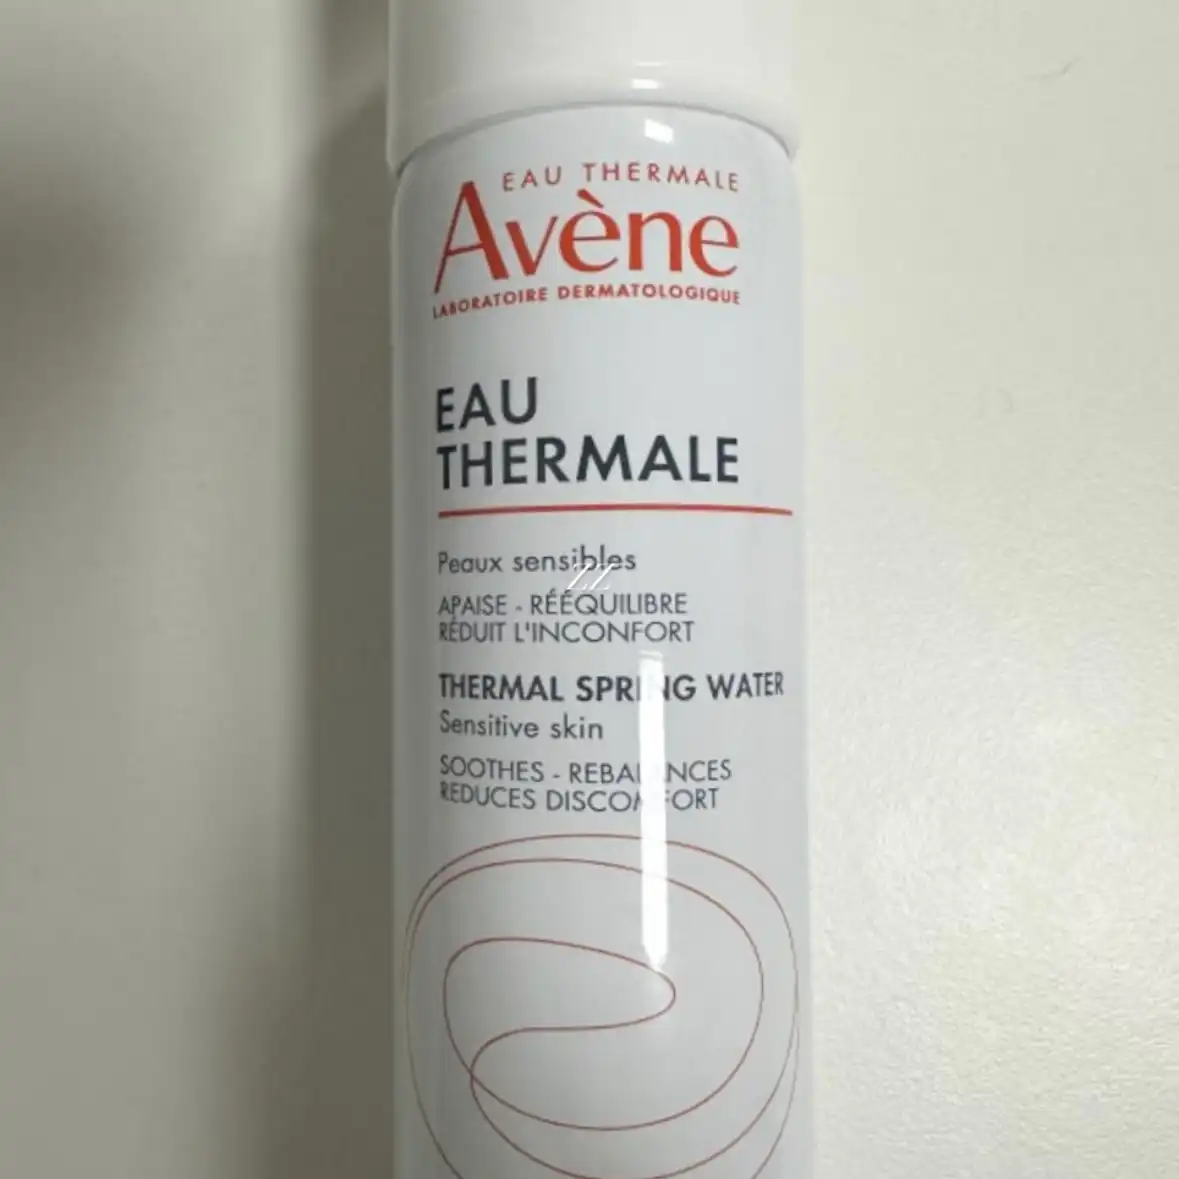 EAU THERMALE
Avène
LABORATOIRE DERMATOLOGIQUE
EAU
THERMALE
Peaux sensibles
ZZ
APAISE - RÉÉQUILIBRE
RÉDUIT L'INCONFORT
THERMAL SPRING WATER
Sensitive skin
SOOTHES - REBALANCES
REDUCES DISCOMFORT